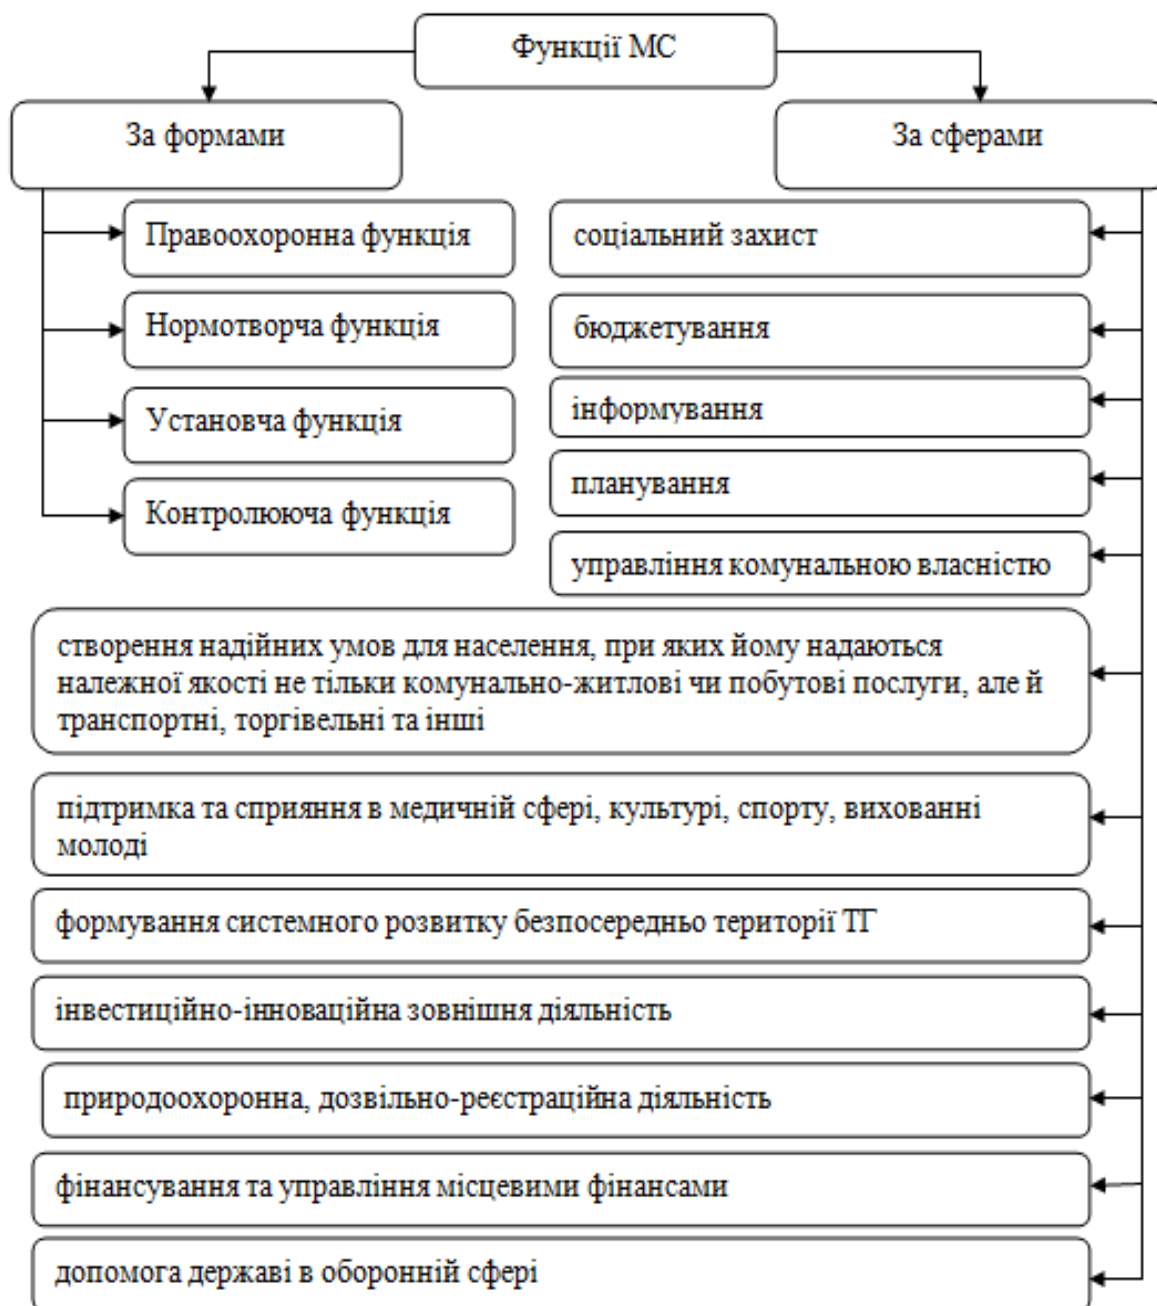 Функції МС
За формами
За сферами
Правоохоронна функція
Нормотворча функція
Установча функція
Контролююча функція
соціальний захист
бюджетування
інформування
планування
управління комунальною власністю
створення надійних умов для населення, при яких йому надаються
належної якості не тільки комунально-житлові чи побутові послуги, але й
транспортні, торгівельні та інші
підтримка та сприяння в медичній сфері, культурі, спорту, вихованні
молоді
формування системного розвитку безпосередньо території ТГ
інвестиційно-інноваційна зовнішня діяльність
природоохоронна, дозвільно-реєстраційна діяльність
фінансування та управління місцевими фінансами
допомога державі в оборонній сфері